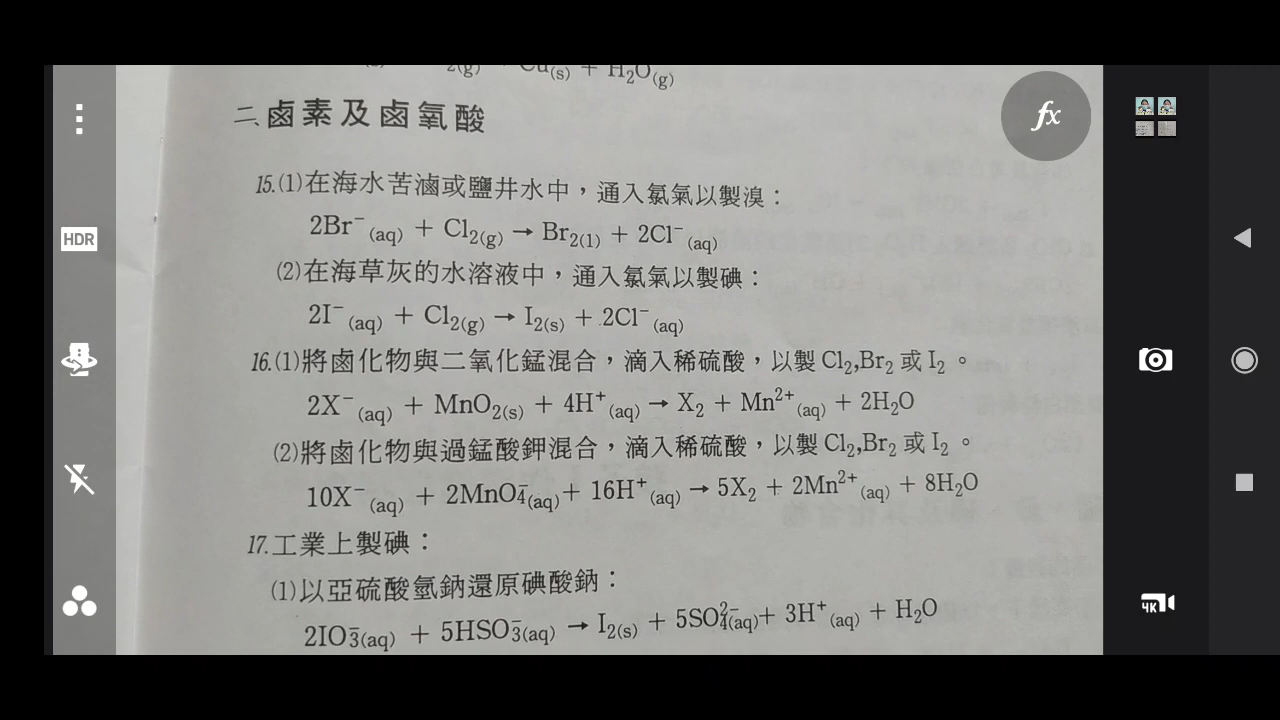 Cu(s) + H₂O(g)
二、鹵素及鹵氧酸
15.(1)在海水苦滷或鹽井水中，通入氯氣以製溴：
2Br⁻(aq) + Cl₂(g) → Br₂(l) + 2Cl⁻(aq)
(2)在海草灰的水溶液中，通入氯氣以製碘：
2I⁻(aq) + Cl₂(g) → I₂(s) + 2Cl⁻(aq)
16.(1)將鹵化物與二氧化錳混合，滴入稀硫酸，以製Cl₂,Br₂或I₂。
2X⁻(aq) + MnO₂(s) + 4H⁺(aq) → X₂ + Mn²⁺(aq) + 2H₂O
(2)將鹵化物與過錳酸鉀混合，滴入稀硫酸，以製Cl₂,Br₂或I₂。
10X⁻(aq) + 2MnO₄⁻(aq) + 16H⁺(aq) → 5X₂ + 2Mn²⁺(aq) + 8H₂O
17.工業上製碘：
(1)以亞硫酸氫鈉還原碘酸鈉：
2IO₃⁻(aq) + 5HSO₃⁻(aq) → I₂(s) + 5SO₄²⁻(aq) + 3H⁺(aq) + H₂O
HDR
fx
4K